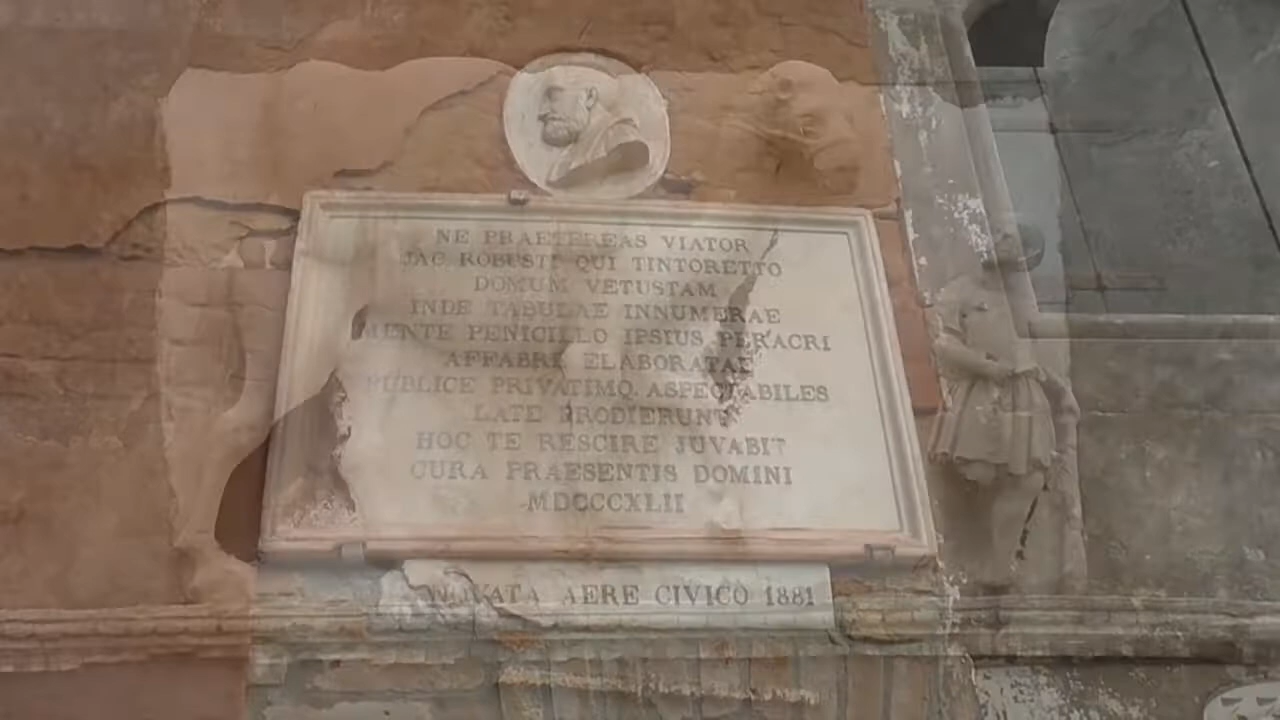 NE PRAETEREAS VIATOR
JAC. ROBUSTI QUI TINTORETTO
DOMUM VETUSTAM
INDE TABULAE INNUMERAE
MENTE PENICILLO IPSIUS PERACRI
AFFABRE ELABORATAE
PUBLICE PRIVATIMQ. ASPECTABILES
LATE PRODIERUNT
HOC TE RESCIRE JUVABIT
CURA PRAESENTIS DOMINI
MDCCCXLII
AERE CIVICO 1881